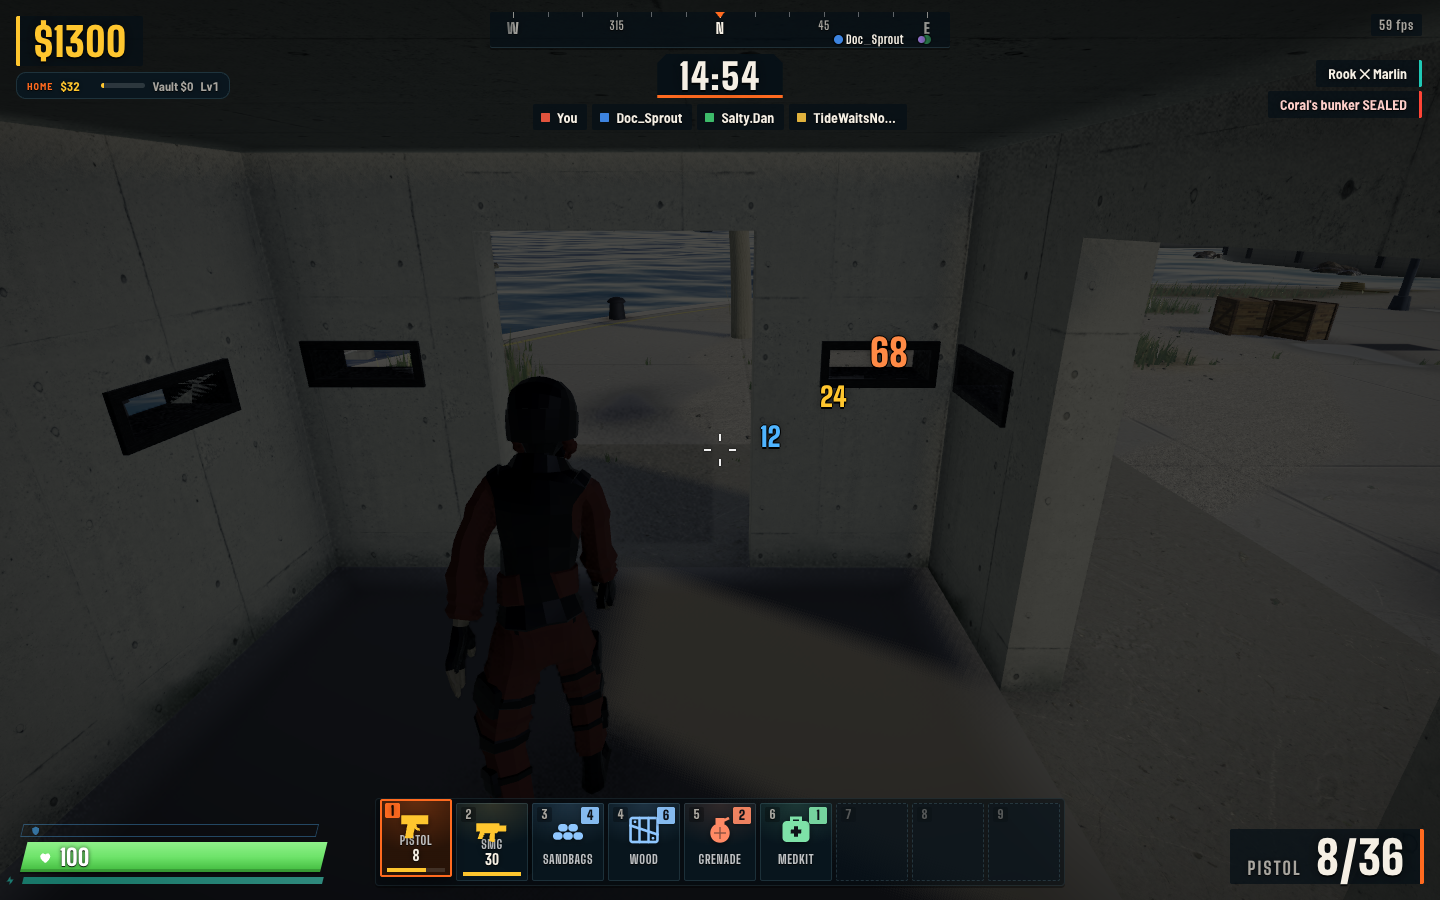 $1300
HOME $32 Vault $0 Lv1
W 315 N 45 E
Doc_Sprout
14:54
You Doc_Sprout Salty.Dan TideWaitsNo...
59 fps
Rook Marlin
Coral's bunker SEALED
68
24
12
100
1 PISTOL 8
2 SMG 30
3 4 SANDBAGS
4 6 WOOD
5 2 GRENADE
6 1 MEDKIT
7
8
9
PISTOL 8/36